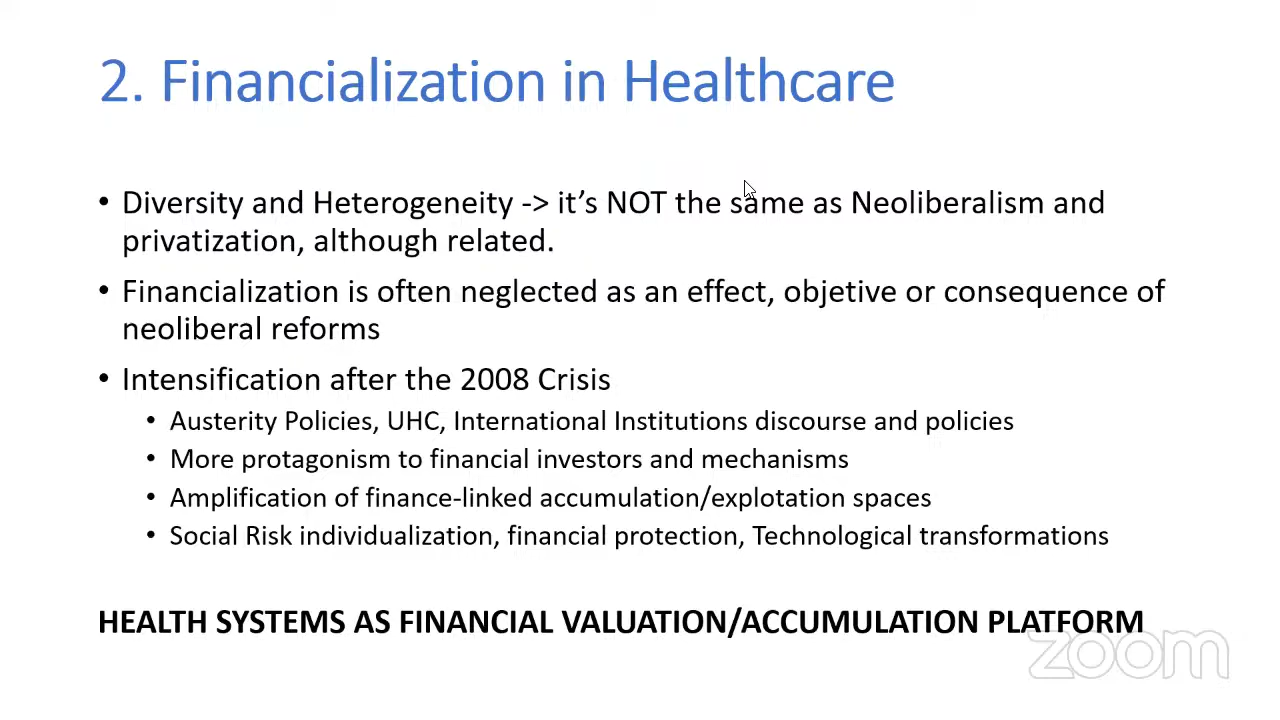 2. Financialization in Healthcare
• Diversity and Heterogeneity -> it's NOT the same as Neoliberalism and
privatization, although related.
• Financialization is often neglected as an effect, objetive or consequence of
neoliberal reforms
• Intensification after the 2008 Crisis
• Austerity Policies, UHC, International Institutions discourse and policies
• More protagonism to financial investors and mechanisms
• Amplification of finance-linked accumulation/explotation spaces
• Social Risk individualization, financial protection, Technological transformations
HEALTH SYSTEMS AS FINANCIAL VALUATION/ACCUMULATION PLATFORM
zoom